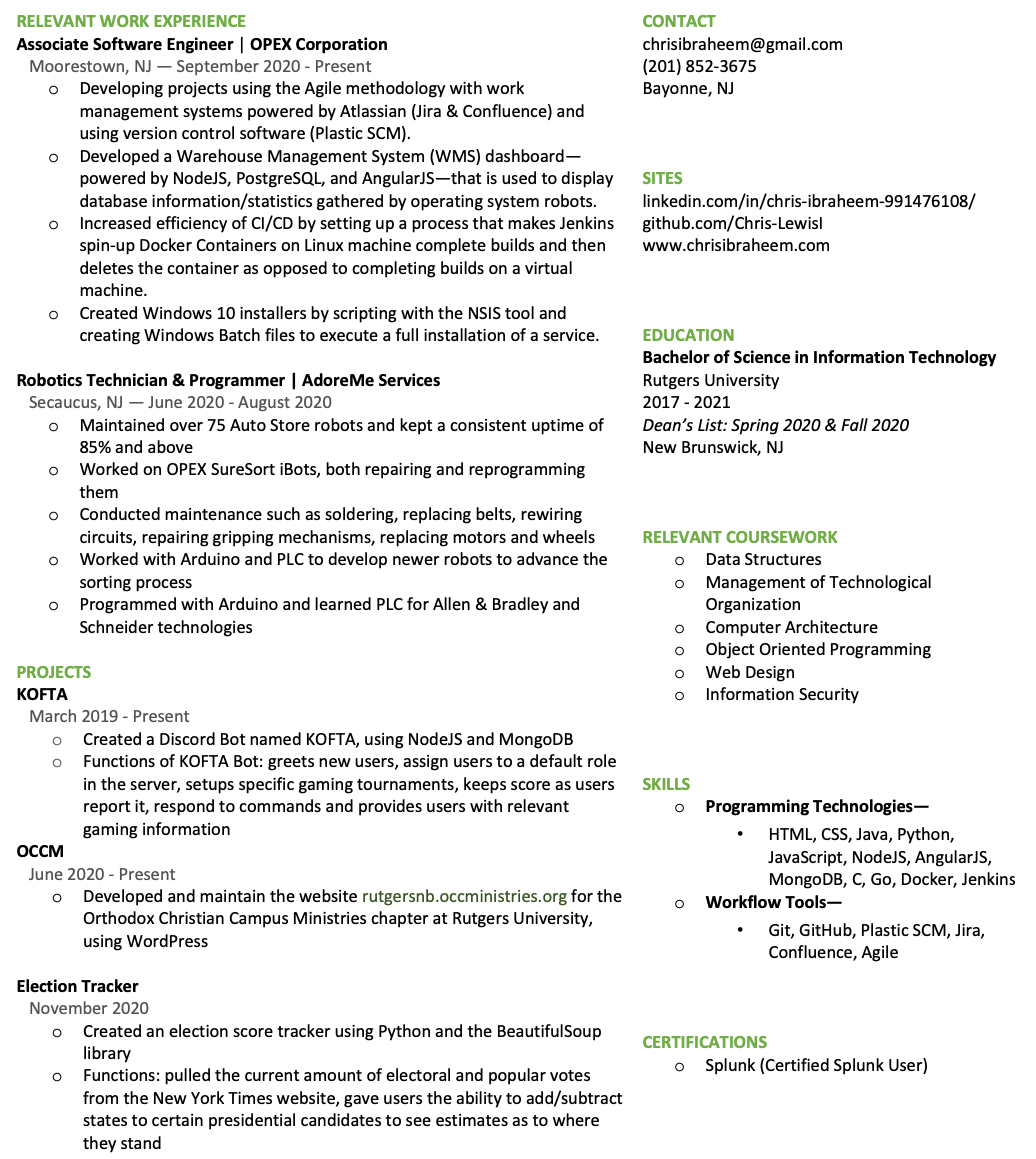 RELEVANT WORK EXPERIENCE
Associate Software Engineer | OPEX Corporation
Moorestown, NJ — September 2020 - Present
o Developing projects using the Agile methodology with work
management systems powered by Atlassian (Jira & Confluence) and
using version control software (Plastic SCM).
o Developed a Warehouse Management System (WMS) dashboard—
powered by NodeJS, PostgreSQL, and AngularJS—that is used to display
database information/statistics gathered by operating system robots.
o Increased efficiency of CI/CD by setting up a process that makes Jenkins
spin-up Docker Containers on Linux machine complete builds and then
deletes the container as opposed to completing builds on a virtual
machine.
o Created Windows 10 installers by scripting with the NSIS tool and
creating Windows Batch files to execute a full installation of a service.
Robotics Technician & Programmer | AdoreMe Services
Secaucus, NJ — June 2020 - August 2020
o Maintained over 75 Auto Store robots and kept a consistent uptime of
85% and above
o Worked on OPEX SureSort iBots, both repairing and reprogramming
them
o Conducted maintenance such as soldering, replacing belts, rewiring
circuits, repairing gripping mechanisms, replacing motors and wheels
o Worked with Arduino and PLC to develop newer robots to advance the
sorting process
o Programmed with Arduino and learned PLC for Allen & Bradley and
Schneider technologies
PROJECTS
KOFTA
March 2019 - Present
o Created a Discord Bot named KOFTA, using NodeJS and MongoDB
o Functions of KOFTA Bot: greets new users, assign users to a default role
in the server, setups specific gaming tournaments, keeps score as users
report it, respond to commands and provides users with relevant
gaming information
OCCM
June 2020 - Present
o Developed and maintain the website rutgersnb.occministries.org for the
Orthodox Christian Campus Ministries chapter at Rutgers University,
using WordPress
Election Tracker
November 2020
o Created an election score tracker using Python and the BeautifulSoup
library
o Functions: pulled the current amount of electoral and popular votes
from the New York Times website, gave users the ability to add/subtract
states to certain presidential candidates to see estimates as to where
they stand
CONTACT
chrisibraheem@gmail.com
(201) 852-3675
Bayonne, NJ
SITES
linkedin.com/in/chris-ibraheem-991476108/
github.com/Chris-LewisI
www.chrisibraheem.com
EDUCATION
Bachelor of Science in Information Technology
Rutgers University
2017 - 2021
Dean's List: Spring 2020 & Fall 2020
New Brunswick, NJ
RELEVANT COURSEWORK
o Data Structures
o Management of Technological
Organization
o Computer Architecture
o Object Oriented Programming
o Web Design
o Information Security
SKILLS
o Programming Technologies—
• HTML, CSS, Java, Python,
JavaScript, NodeJS, AngularJS,
MongoDB, C, Go, Docker, Jenkins
o Workflow Tools—
• Git, GitHub, Plastic SCM, Jira,
Confluence, Agile
CERTIFICATIONS
o Splunk (Certified Splunk User)